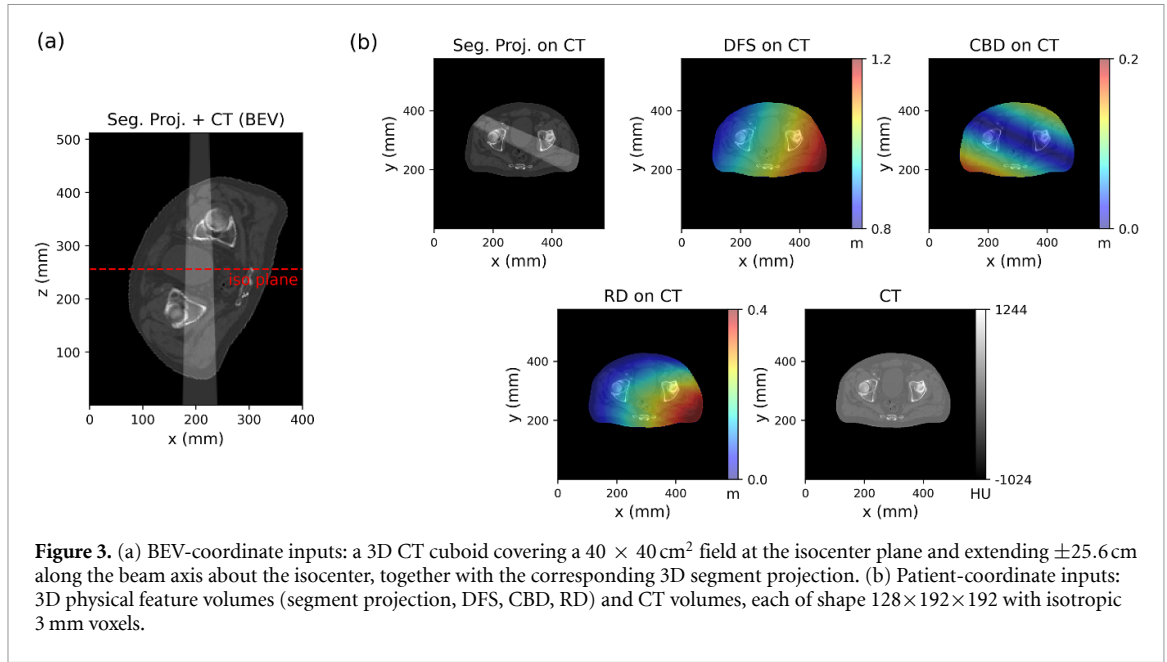 (a)
Seg. Proj. + CT (BEV)
500
400
300
200
100
z (mm)
iso plane
0 100 200 300 400
x (mm)
(b)
Seg. Proj. on CT
400
200
y (mm)
0 200 400
x (mm)
DFS on CT
400
200
y (mm)
0 200 400
x (mm)
1.2
0.8
m
CBD on CT
400
200
y (mm)
0 200 400
x (mm)
0.2
0.0
m
RD on CT
400
200
y (mm)
0 200 400
x (mm)
0.4
0.0
m
CT
400
200
y (mm)
0 200 400
x (mm)
1244
-1024
HU
Figure 3. (a) BEV-coordinate inputs: a 3D CT cuboid covering a 40 × 40 cm² field at the isocenter plane and extending ±25.6 cm
along the beam axis about the isocenter, together with the corresponding 3D segment projection. (b) Patient-coordinate inputs:
3D physical feature volumes (segment projection, DFS, CBD, RD) and CT volumes, each of shape 128×192×192 with isotropic
3 mm voxels.